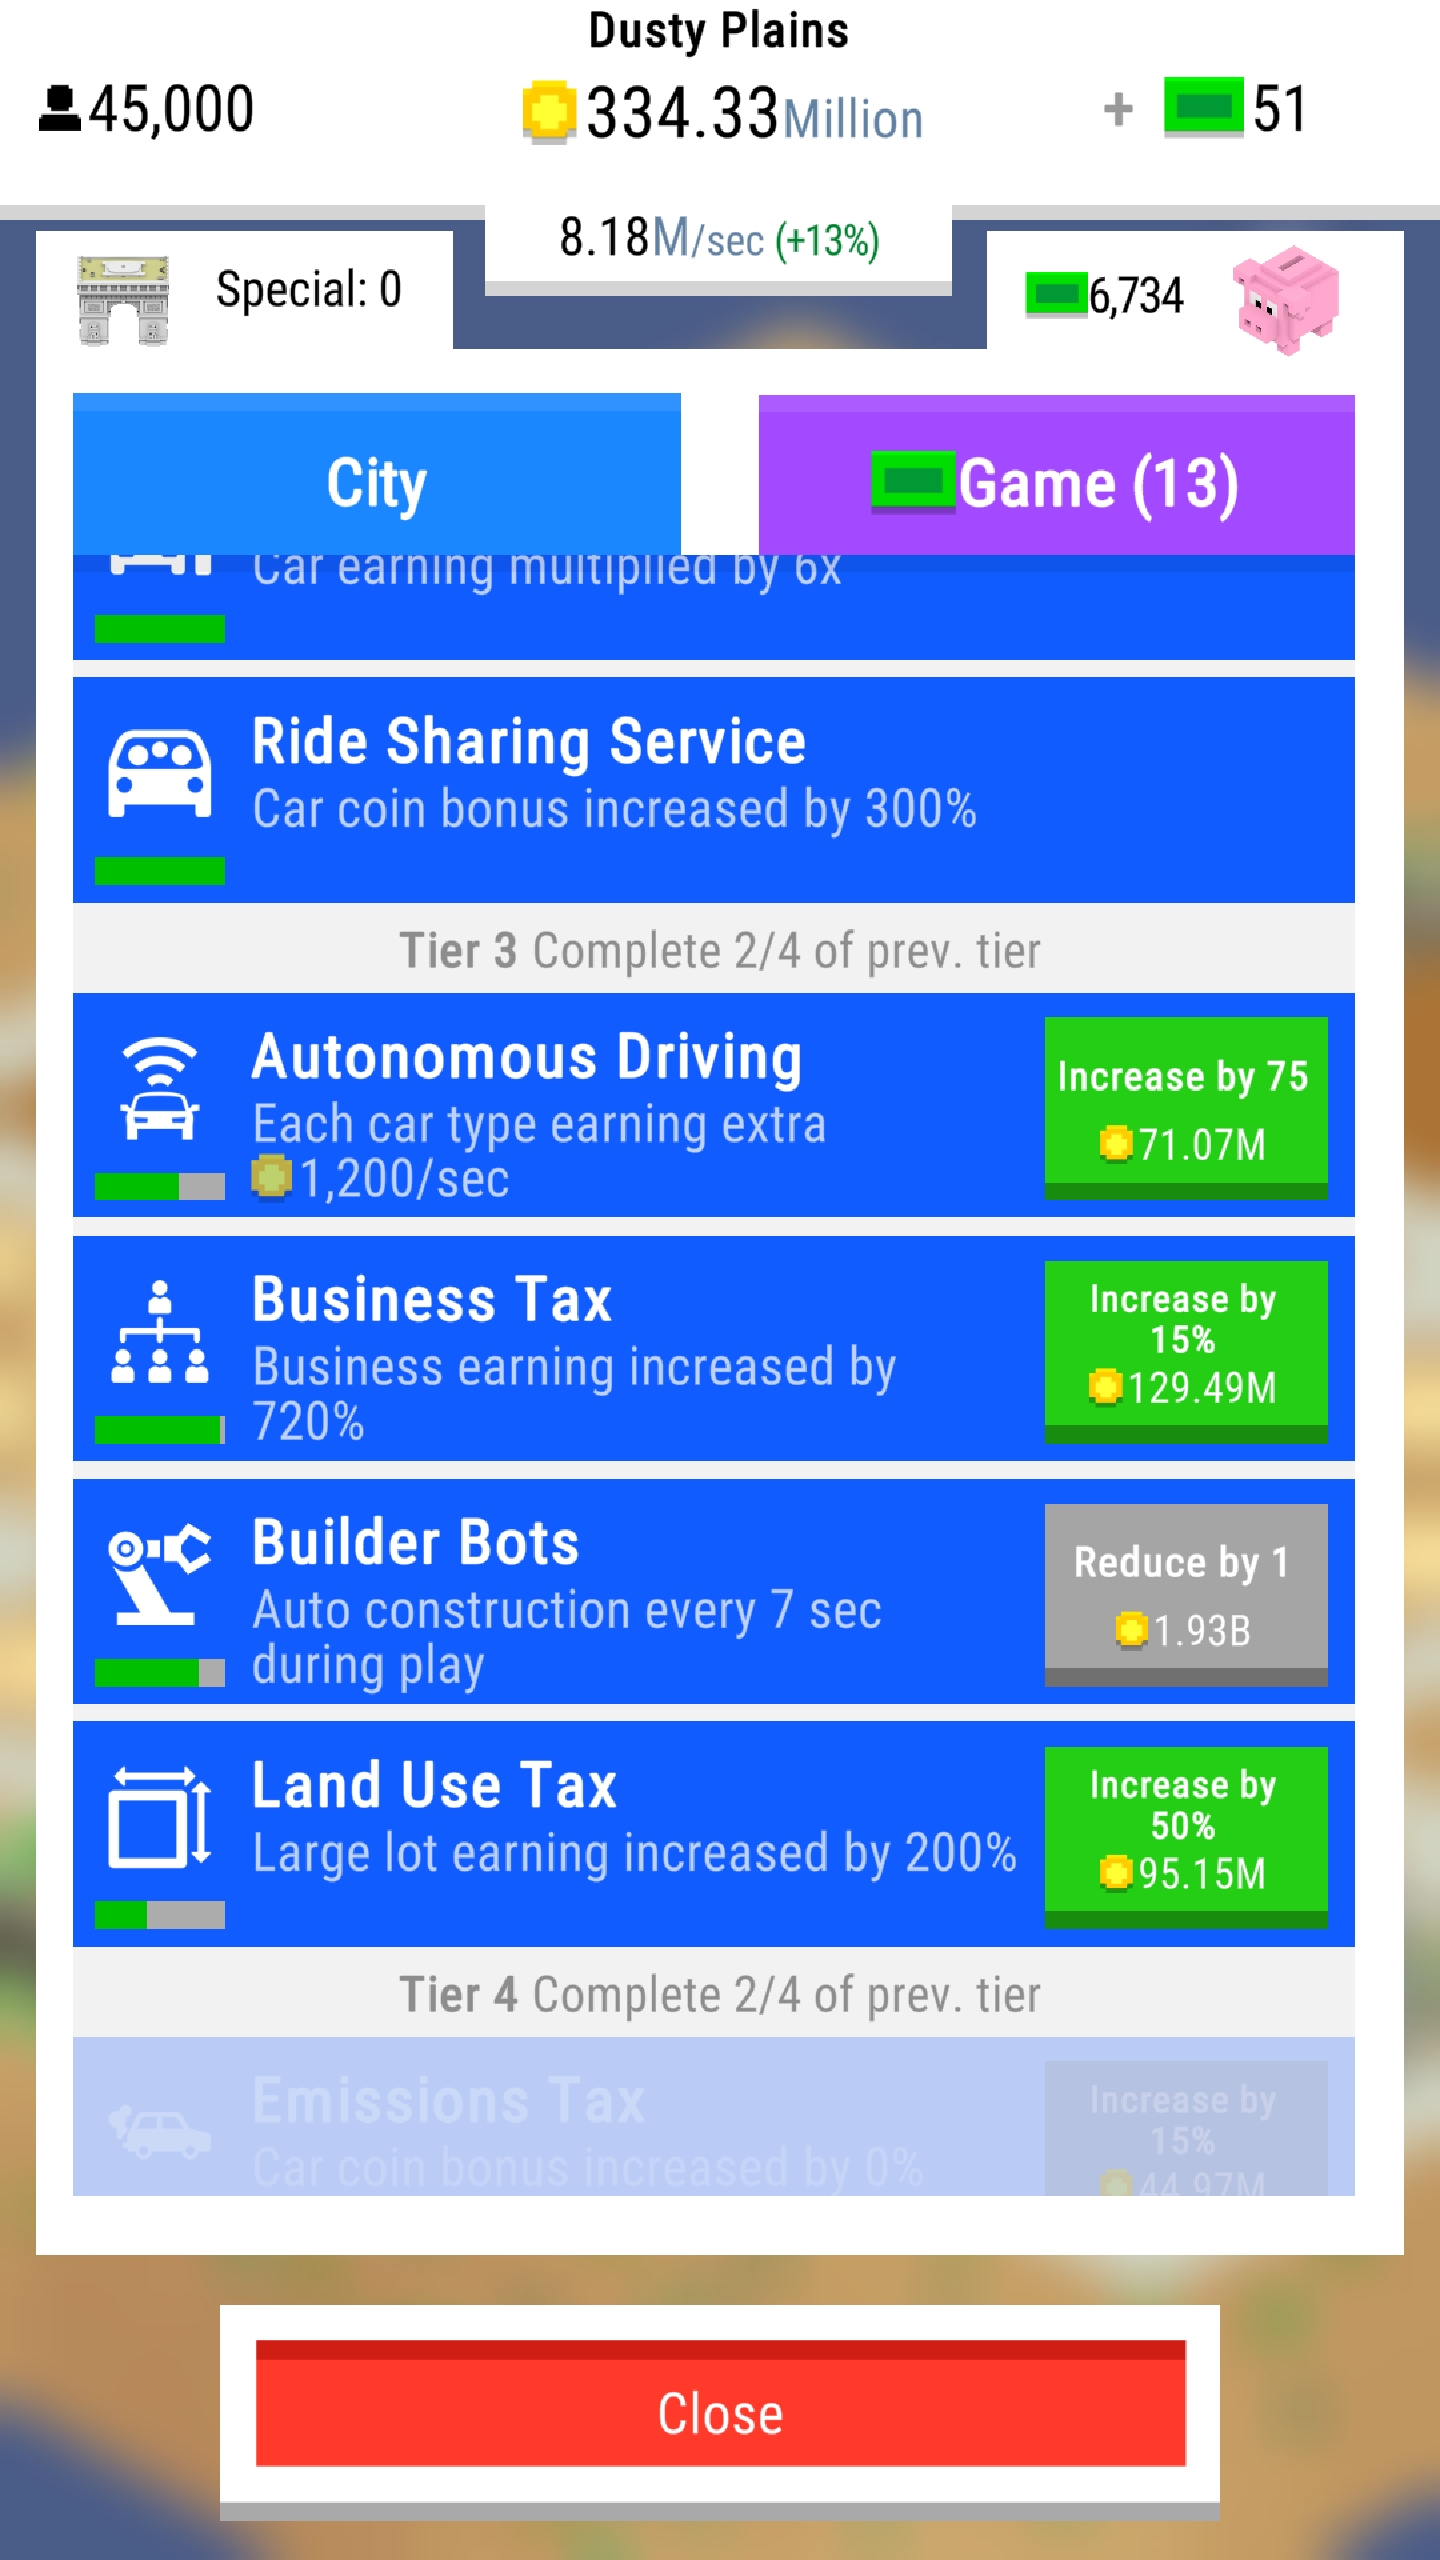 Dusty Plains
45,000
334.33Million
+ 51
8.18M/sec (+13%)
Special: 0
6,734
City
Game (13)
Car earning multiplied by 6x
Ride Sharing Service
Car coin bonus increased by 300%
Tier 3 Complete 2/4 of prev. tier
Autonomous Driving
Each car type earning extra
1,200/sec
Increase by 75
71.07M
Business Tax
Business earning increased by
720%
Increase by
15%
129.49M
Builder Bots
Auto construction every 7 sec
during play
Reduce by 1
1.93B
Land Use Tax
Large lot earning increased by 200%
Increase by
50%
95.15M
Tier 4 Complete 2/4 of prev. tier
Emissions Tax
Car coin bonus increased by 0%
Increase by
15%
44.97M
Close